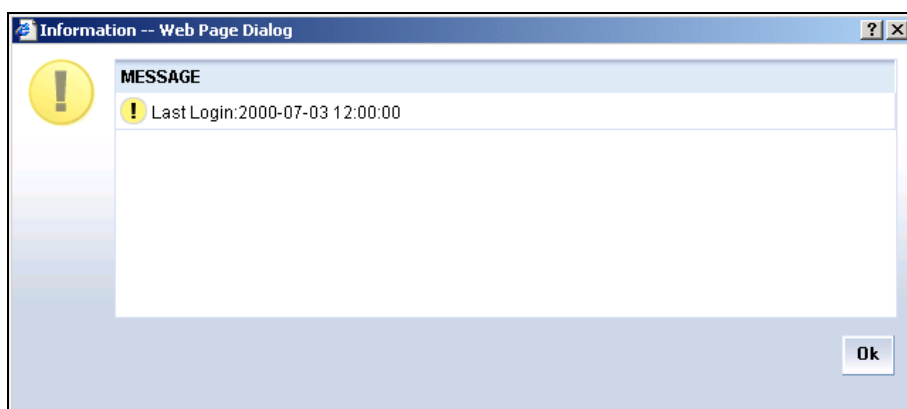 Information -- Web Page Dialog
MESSAGE
Last Login:2000-07-03 12:00:00
Ok